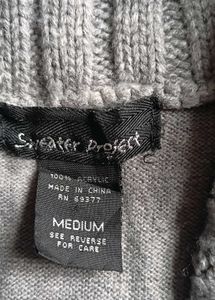 Sweater Project
100% ACRYLIC
MADE IN CHINA
RN 69377
MEDIUM
SEE REVERSE
FOR CARE